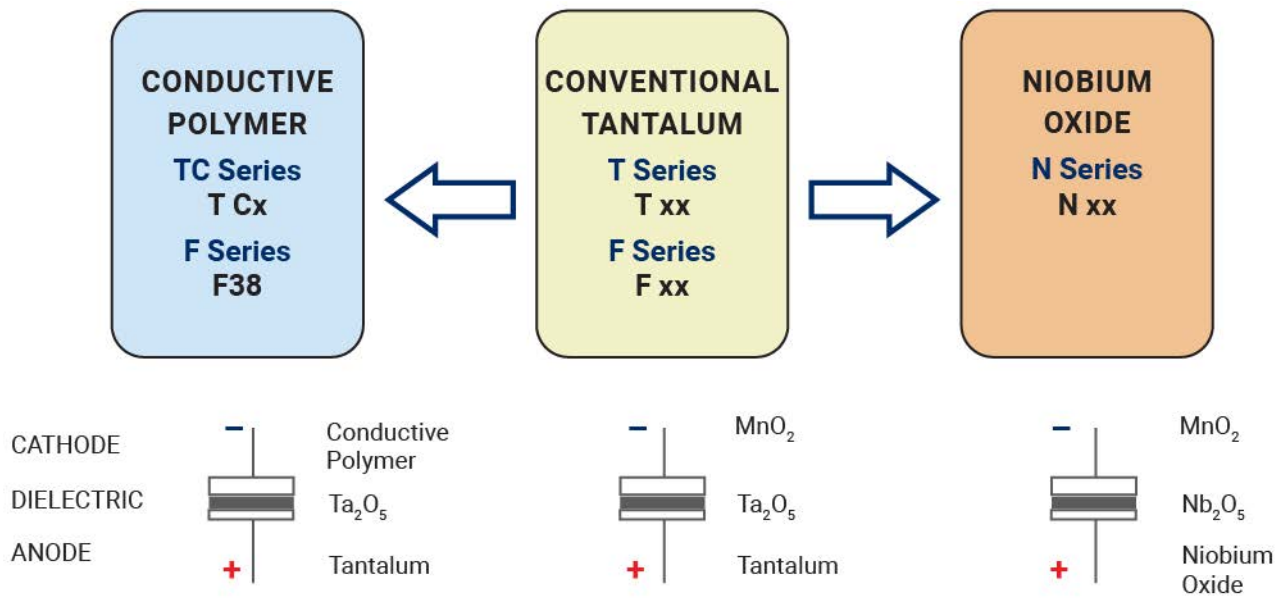 CONDUCTIVE
POLYMER
TC Series
T Cx
F Series
F38
CONVENTIONAL
TANTALUM
T Series
T xx
F Series
F xx
NIOBIUM
OXIDE
N Series
N xx
CATHODE
DIELECTRIC
ANODE
–
Conductive
Polymer
Ta₂O₅
+
Tantalum
–
MnO₂
Ta₂O₅
+
Tantalum
–
MnO₂
Nb₂O₅
+
Niobium
Oxide